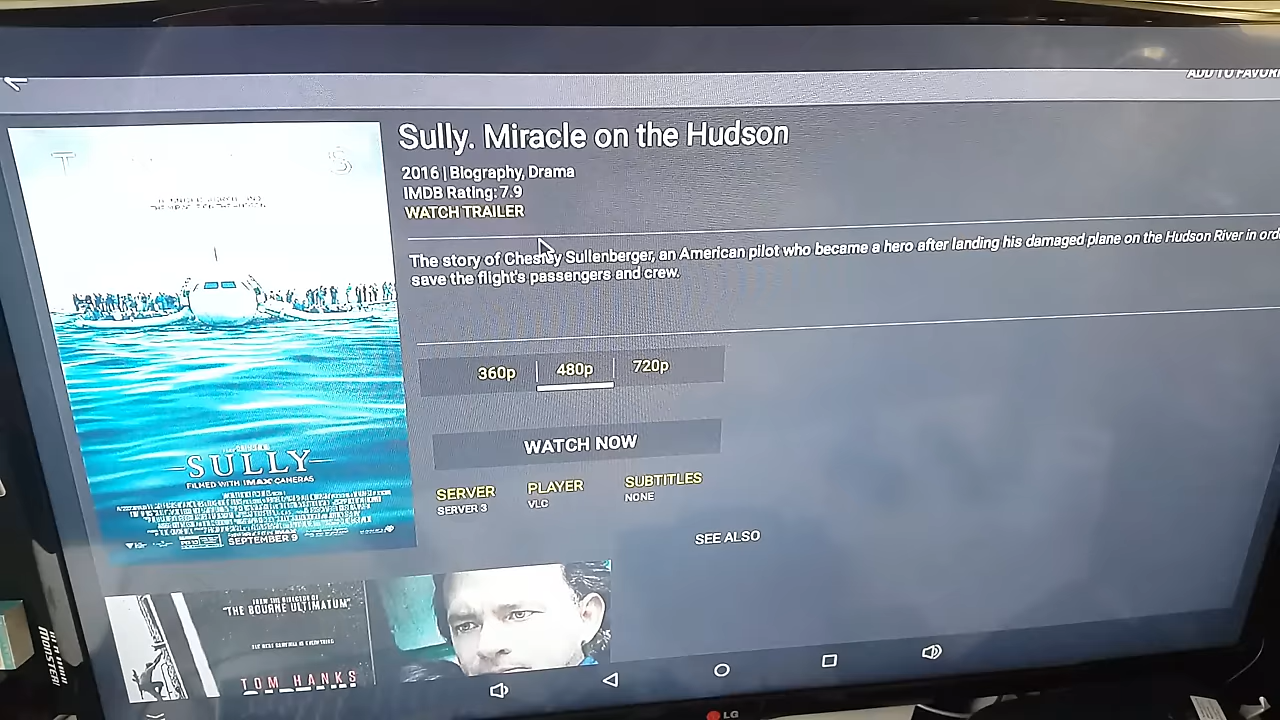 ADD TO FAVORI
Sully. Miracle on the Hudson
2016 | Biography, Drama
IMDB Rating: 7.9
WATCH TRAILER
The story of Chesley Sullenberger, an American pilot who became a hero after landing his damaged plane on the Hudson River in ord
save the flight's passengers and crew.
360p 480p 720p
WATCH NOW
SERVER PLAYER SUBTITLES
SERVER 3 VLC NONE
SEE ALSO
SULLY
FILMED WITH IMAX CAMERAS
SEPTEMBER 9
FROM THE DIRECTOR OF
"THE BOURNE ULTIMATUM"
TOM HANKS
LG